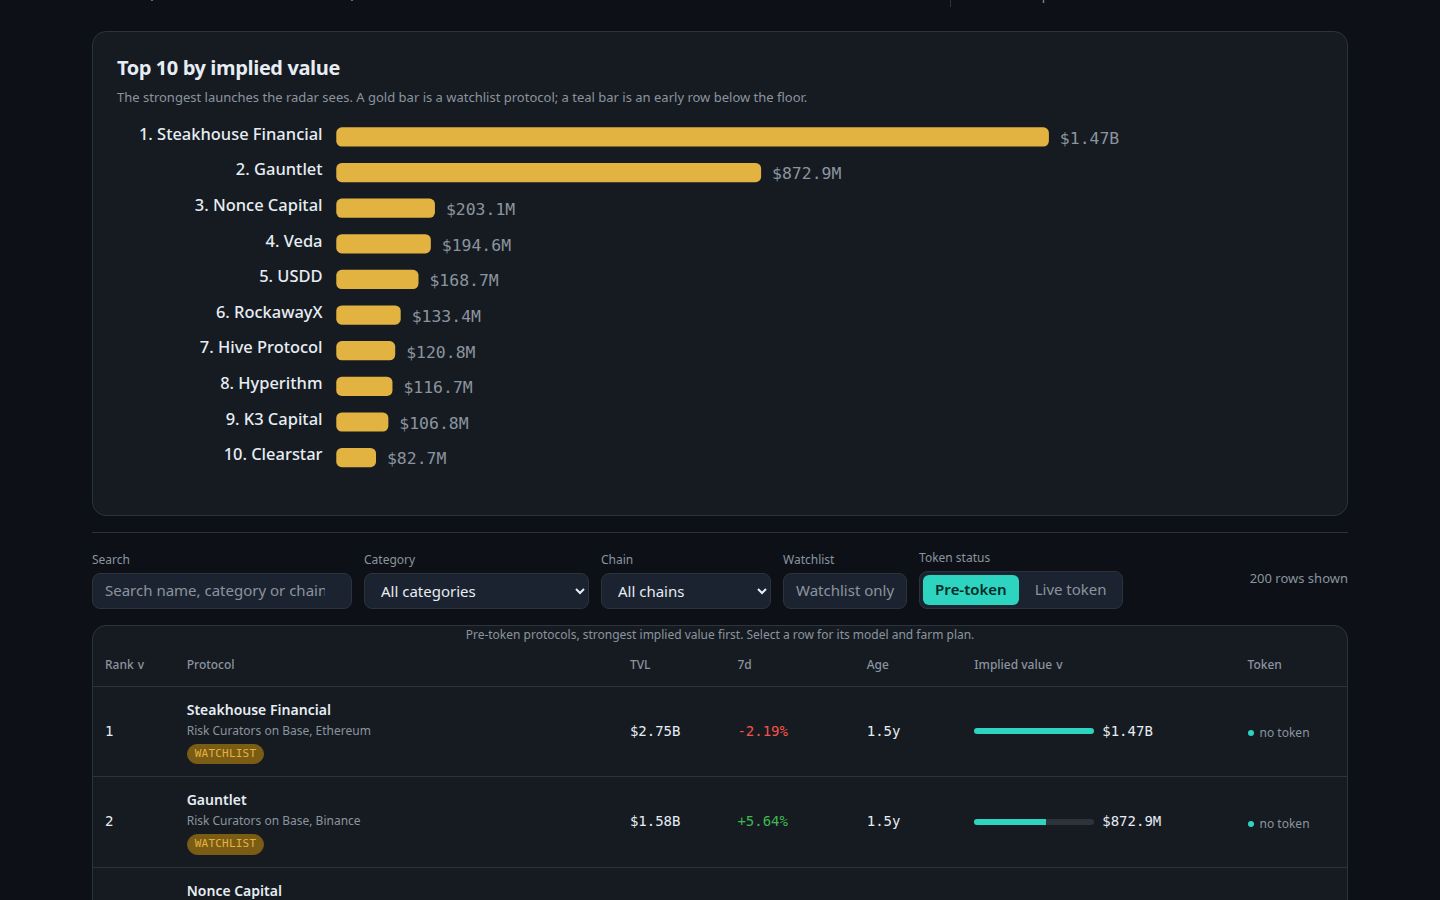 Top 10 by implied value
The strongest launches the radar sees. A gold bar is a watchlist protocol; a teal bar is an early row below the floor.
1. Steakhouse Financial $1.47B
2. Gauntlet $872.9M
3. Nonce Capital $203.1M
4. Veda $194.6M
5. USDD $168.7M
6. RockawayX $133.4M
7. Hive Protocol $120.8M
8. Hyperithm $116.7M
9. K3 Capital $106.8M
10. Clearstar $82.7M
Search Category Chain Watchlist Token status
Search name, category or chain All categories All chains Watchlist only Pre-token Live token 200 rows shown
Pre-token protocols, strongest implied value first. Select a row for its model and farm plan.
Rank v Protocol TVL 7d Age Implied value v Token
Steakhouse Financial
Risk Curators on Base, Ethereum
1 $2.75B -2.19% 1.5y $1.47B no token
WATCHLIST
Gauntlet
Risk Curators on Base, Binance
2 $1.58B +5.64% 1.5y $872.9M no token
WATCHLIST
Nonce Capital